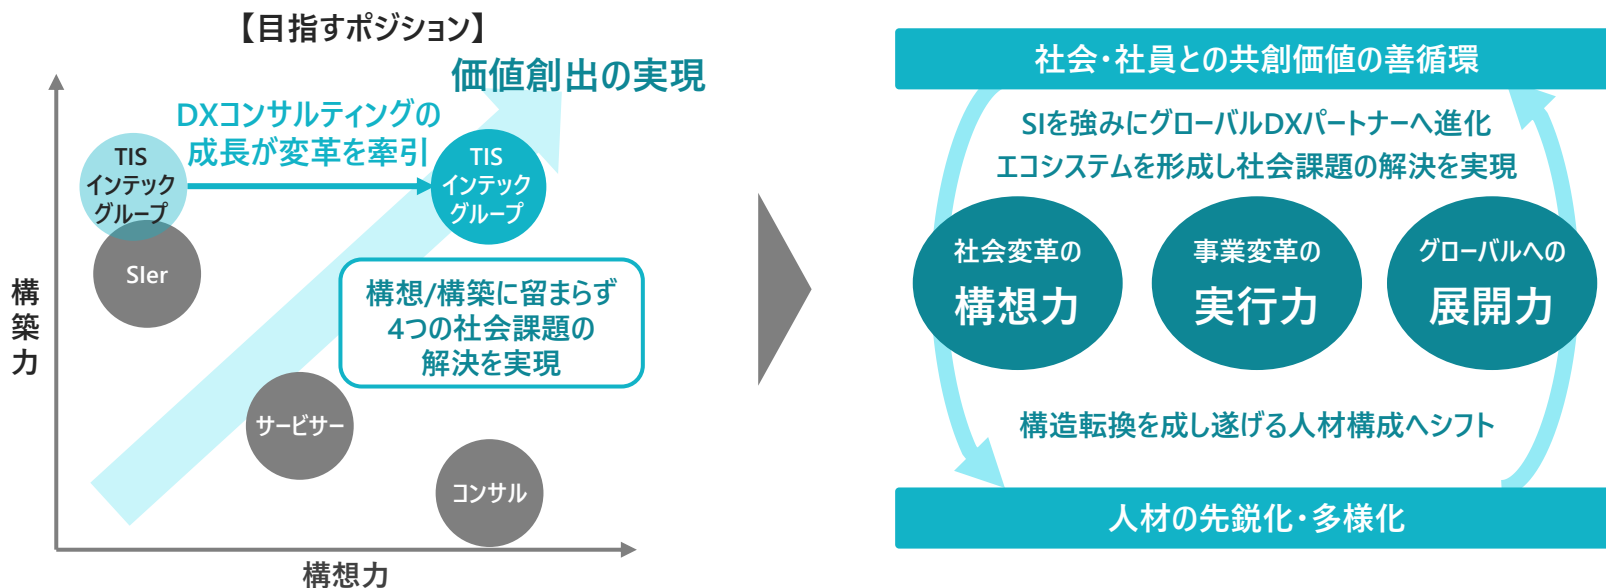 【目指すポジション】
価値創出の実現
DXコンサルティングの
成長が変革を牽引
TIS
インテック
グループ
TIS
インテック
グループ
SIer
構想/構築に留まらず
4つの社会課題の
解決を実現
サービサー
コンサル
構築力
構想力
社会・社員との共創価値の善循環
SIを強みにグローバルDXパートナーへ進化
エコシステムを形成し社会課題の解決を実現
社会変革の
構想力
事業変革の
実行力
グローバルへの
展開力
構造転換を成し遂げる人材構成へシフト
人材の先鋭化・多様化